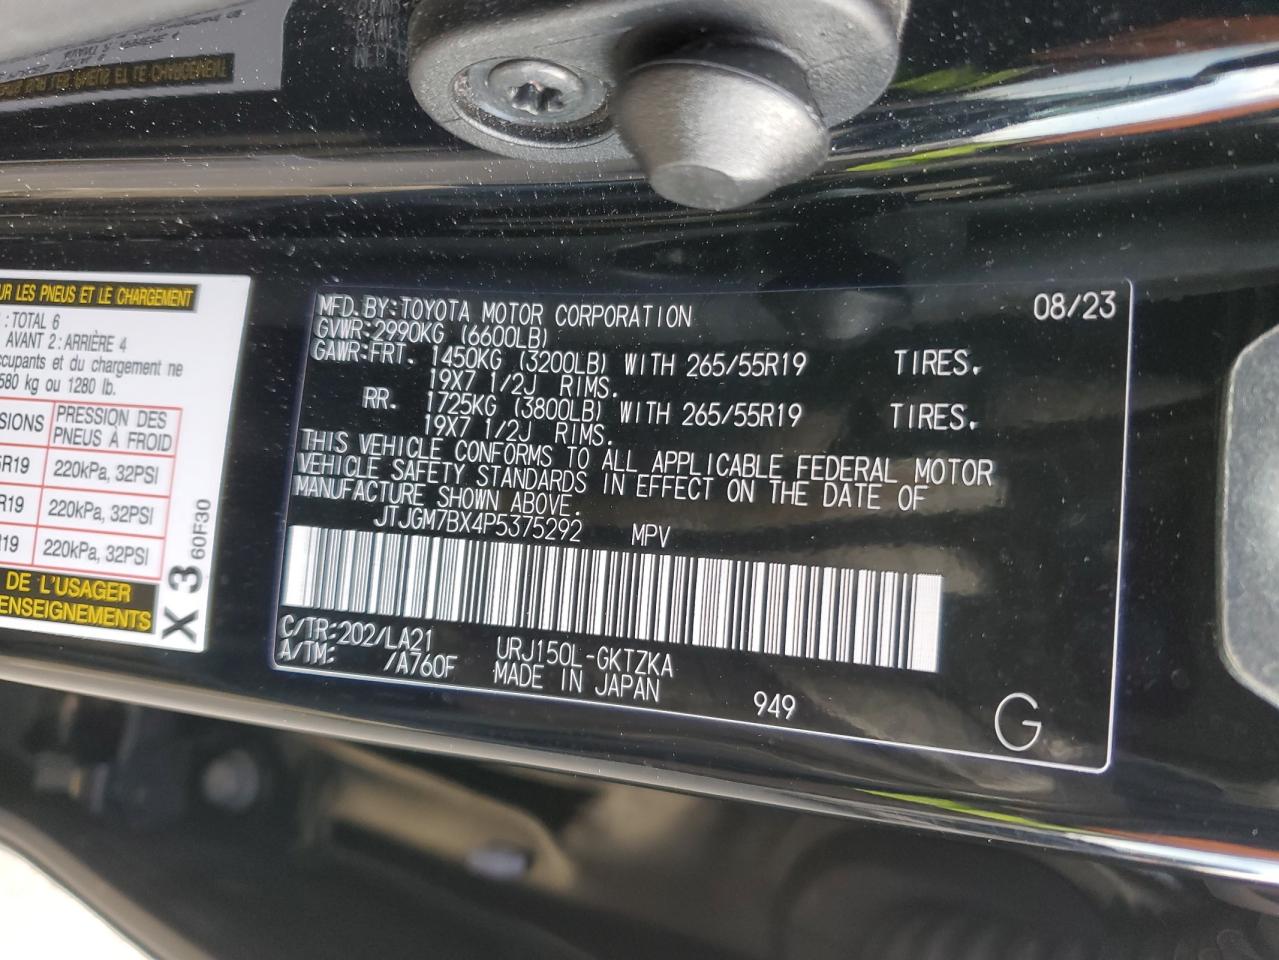 UR LES PNEUS ET LE CHARGEMENT
: TOTAL 6
AVANT 2 : ARRIÈRE 4
ccupants et du chargement ne
580 kg ou 1280 lb.
SIONS PRESSION DES PNEUS À FROID
5R19 220kPa, 32PSI
R19 220kPa, 32PSI
R19 220kPa, 32PSI
DE L'USAGER
ENSEIGNEMENTS
X 3
60F30
MFD.BY:TOYOTA MOTOR CORPORATION 08/23
GVWR:2990KG (6600LB)
GAWR:FRT. 1450KG (3200LB) WITH 265/55R19 TIRES.
19X7 1/2J RIMS.
RR. 1725KG (3800LB) WITH 265/55R19 TIRES.
19X7 1/2J RIMS.
THIS VEHICLE CONFORMS TO ALL APPLICABLE FEDERAL MOTOR
VEHICLE SAFETY STANDARDS IN EFFECT ON THE DATE OF
MANUFACTURE SHOWN ABOVE.
JTJGM7BX4P5375292 MPV
C/TR:202/LA21 URJ150L-GKTZKA
A/TM: /A760F MADE IN JAPAN
949
G